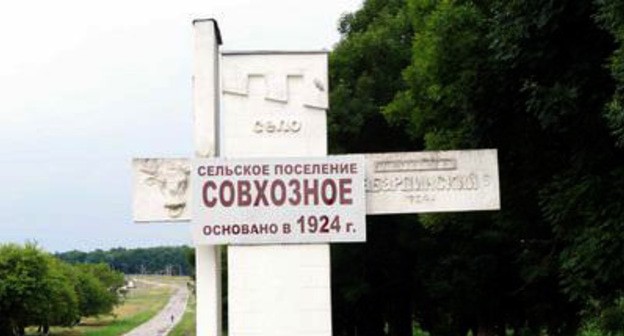 село
СЕЛЬСКОЕ ПОСЕЛЕНИЕ
СОВХОЗНОЕ
ОСНОВАНО В 1924 г.